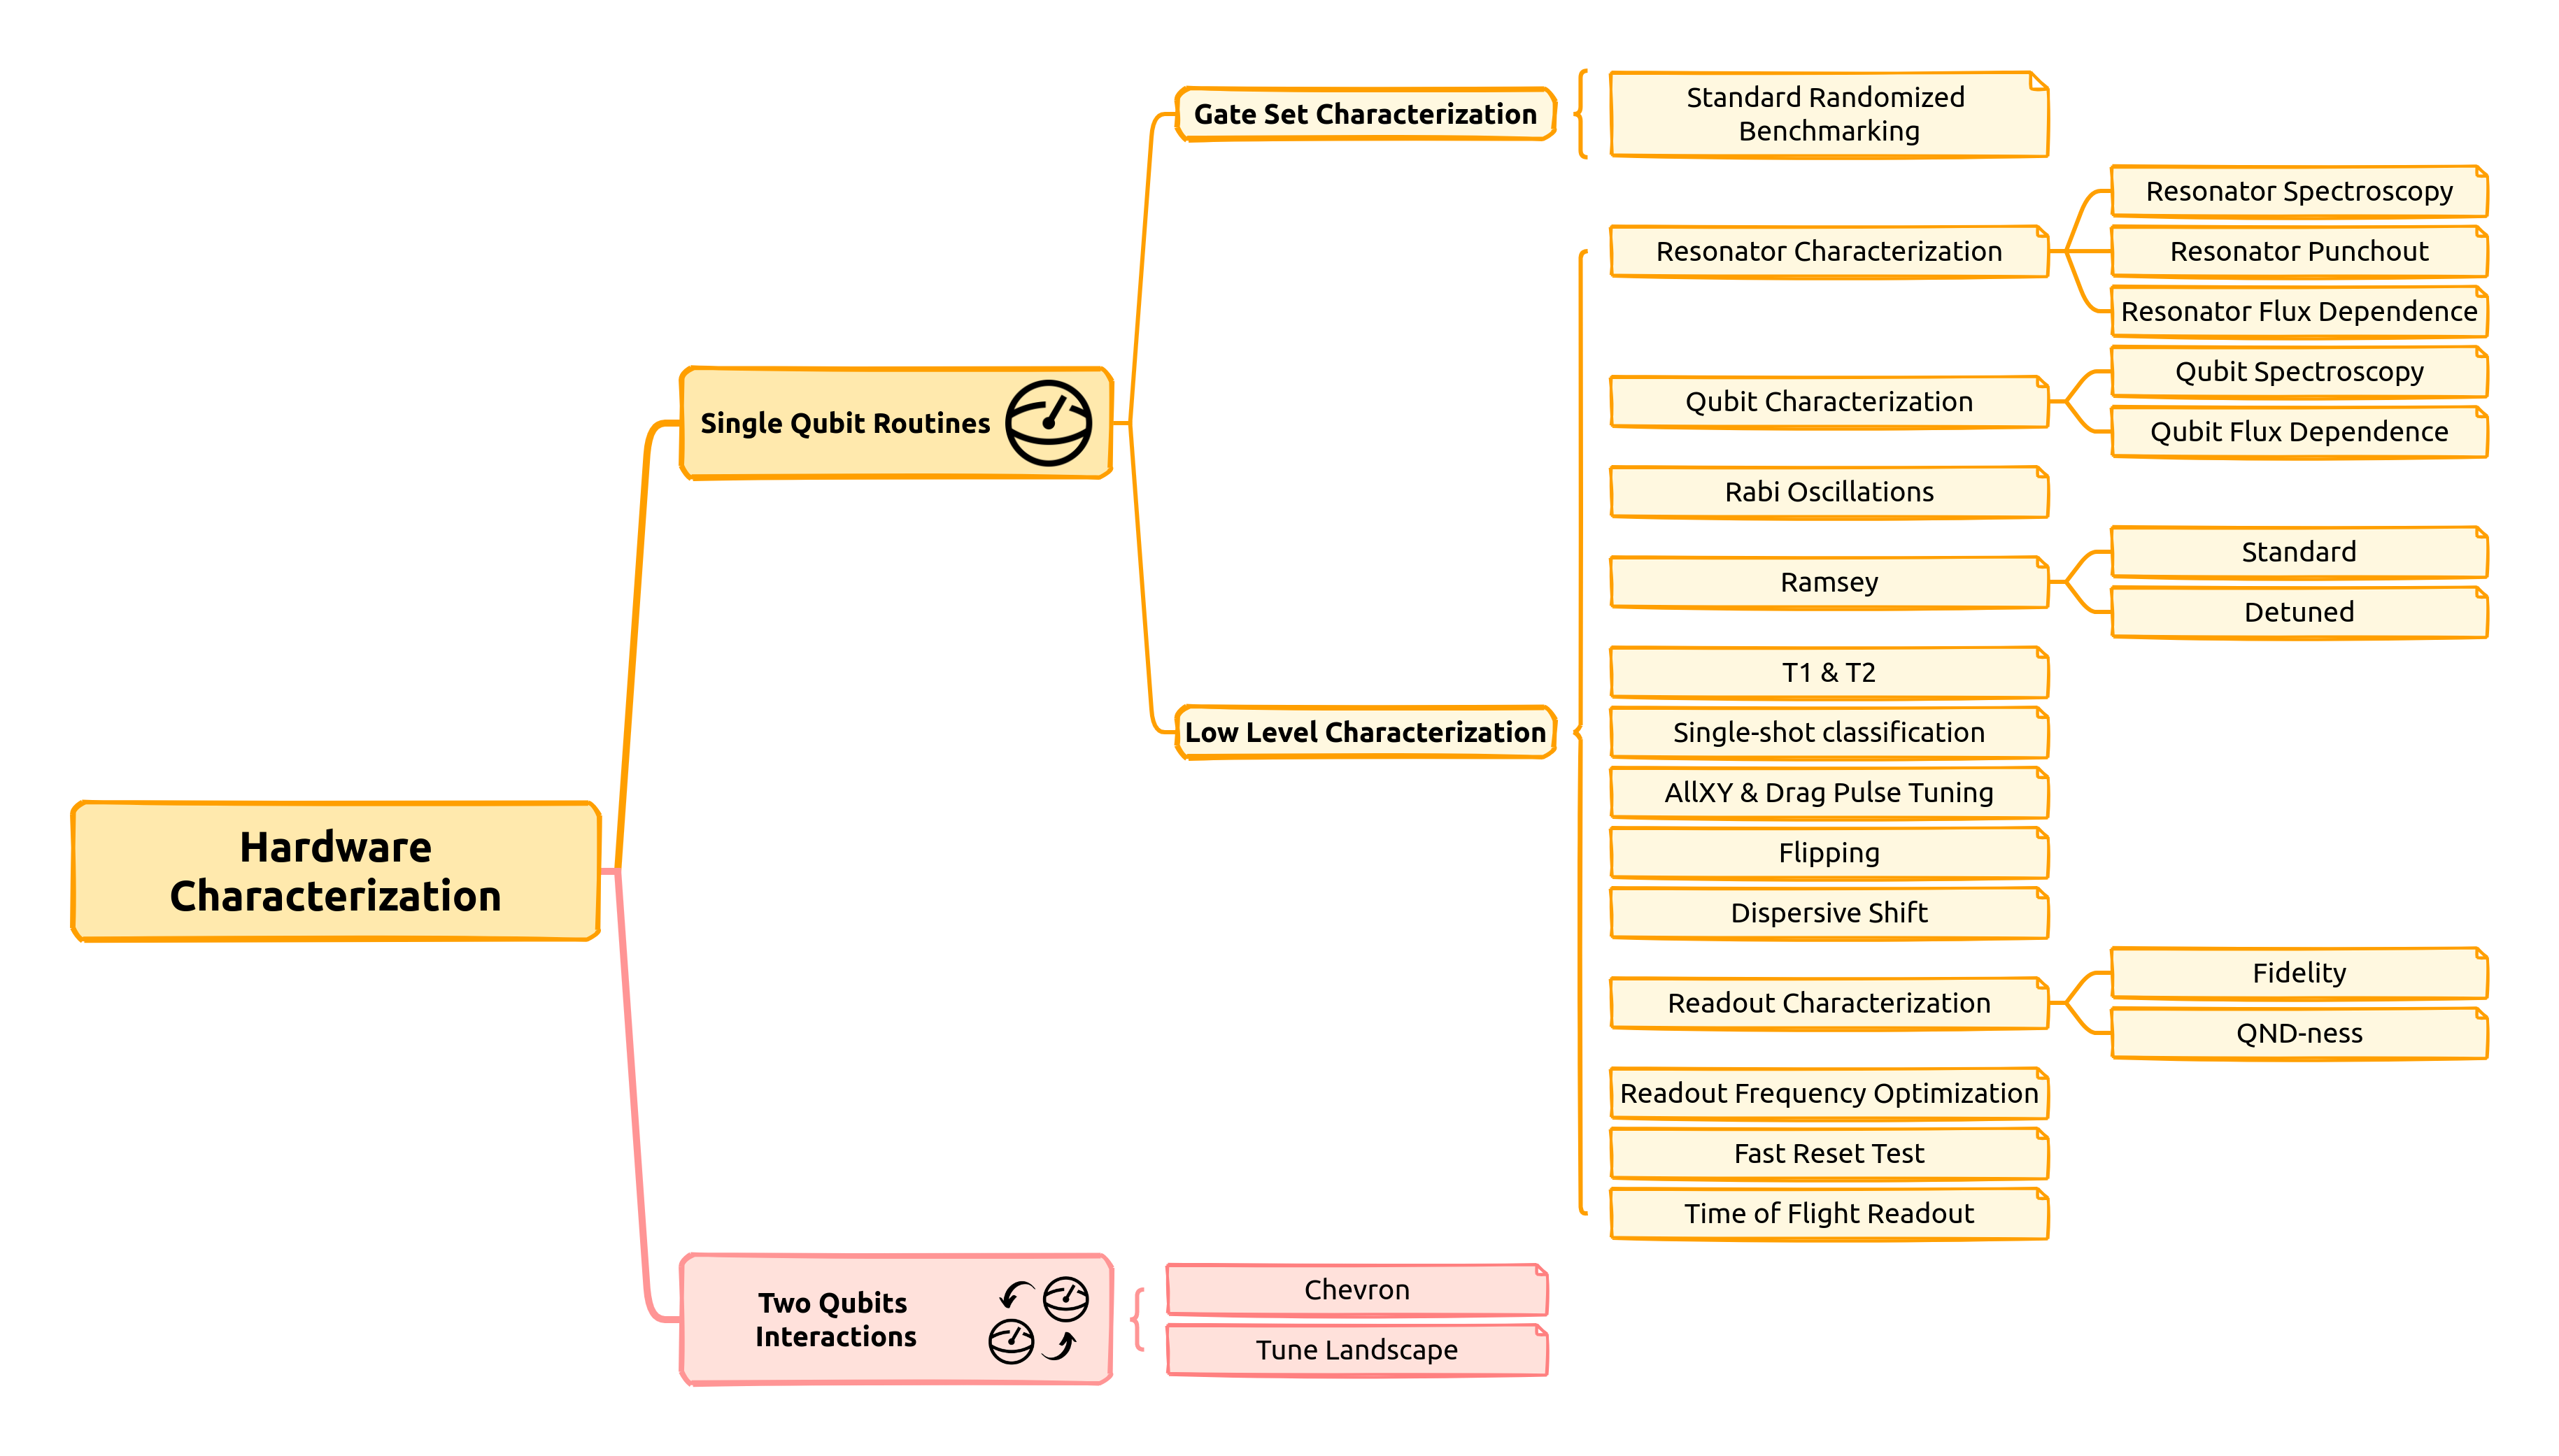 Hardware
Characterization
Single Qubit Routines
Gate Set Characterization
Standard Randomized
Benchmarking
Low Level Characterization
Resonator Characterization
Resonator Spectroscopy
Resonator Punchout
Resonator Flux Dependence
Qubit Characterization
Qubit Spectroscopy
Qubit Flux Dependence
Rabi Oscillations
Ramsey
Standard
Detuned
T1 & T2
Single-shot classification
AllXY & Drag Pulse Tuning
Flipping
Dispersive Shift
Readout Characterization
Fidelity
QND-ness
Readout Frequency Optimization
Fast Reset Test
Time of Flight Readout
Two Qubits
Interactions
Chevron
Tune Landscape